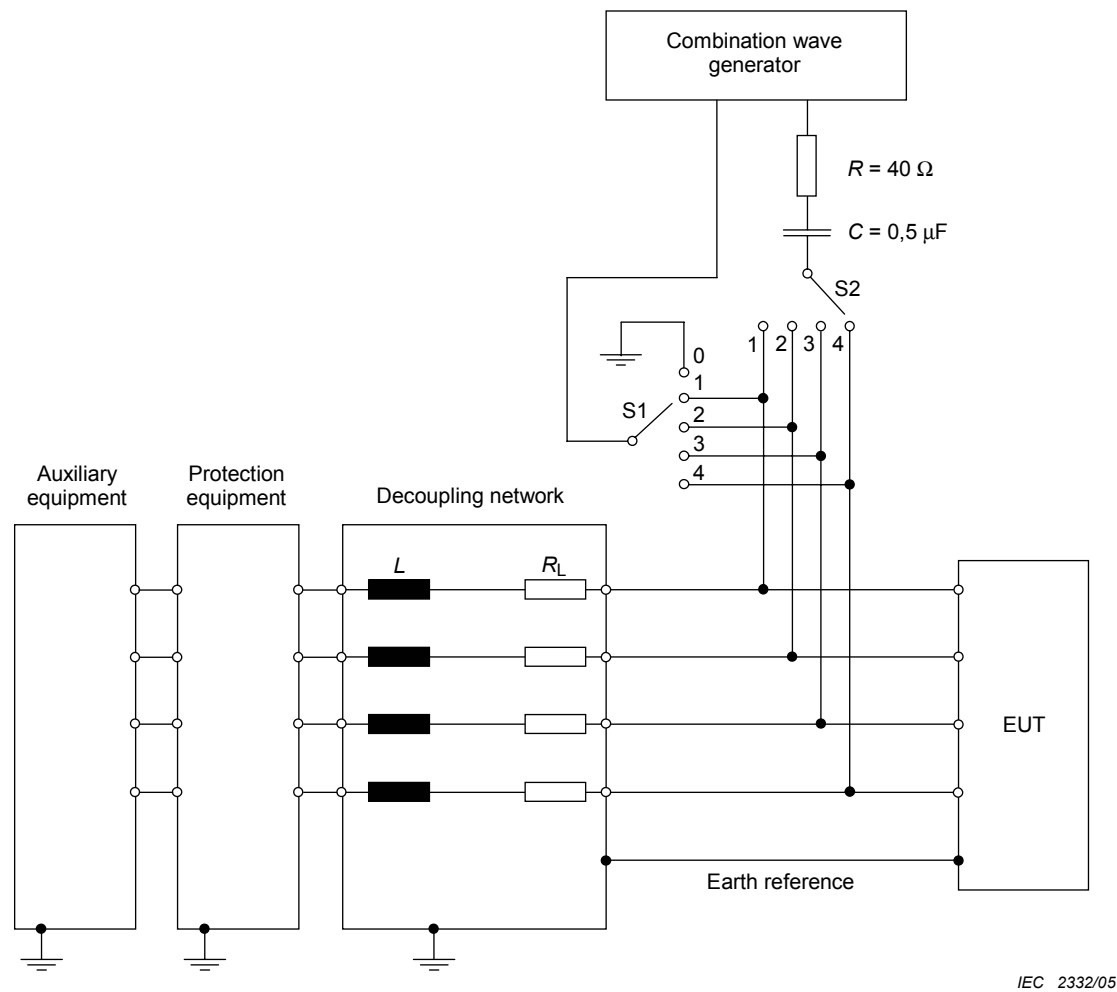 Combination wave
generator
R = 40 Ω
C = 0,5 μF
S2
1 2 3 4
0
1
S1
2
3
4
Auxiliary
equipment
Protection
equipment
Decoupling network
L
RL
EUT
Earth reference
IEC 2332/05